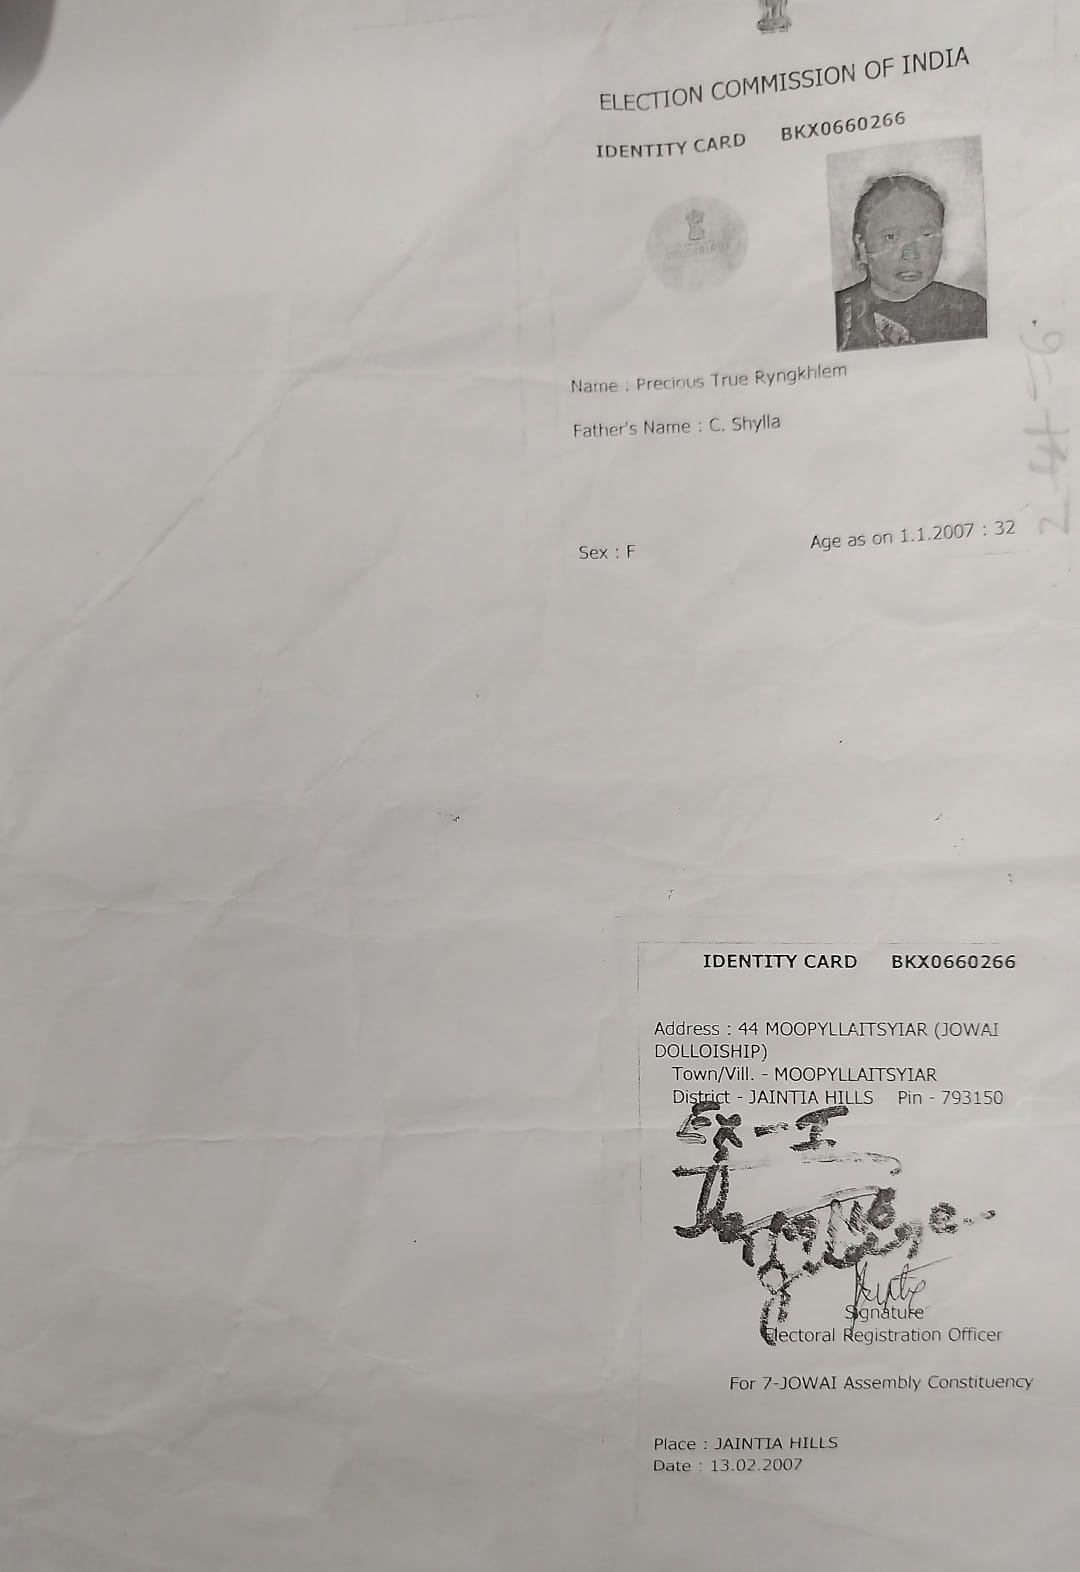 ELECTION COMMISSION OF INDIA
IDENTITY CARD BKX0660266
Name : Precious True Ryngkhlem
Father's Name : C. Shylla
Sex : F Age as on 1.1.2007 : 32
IDENTITY CARD BKX0660266
Address : 44 MOOPYLLAITSYIAR (JOWAI
DOLLOISHIP)
Town/Vill. - MOOPYLLAITSYIAR
District - JAINTIA HILLS Pin - 793150
Ex-I
Signature
Electoral Registration Officer
For 7-JOWAI Assembly Constituency
Place : JAINTIA HILLS
Date : 13.02.2007